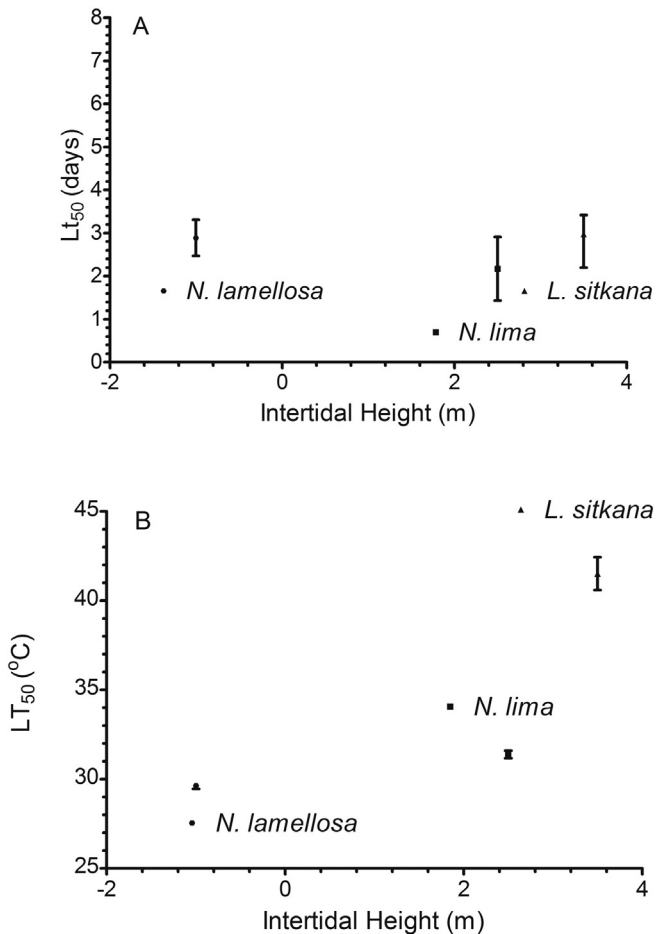 A
8
7
6
5
4
3
2
1
0
Lt50 (days)
N. lamellosa
L. sitkana
N. lima
-2 0 2 4
Intertidal Height (m)
B
45
40
35
30
25
LT50 (oC)
L. sitkana
N. lima
N. lamellosa
-2 0 2 4
Intertidal Height (m)